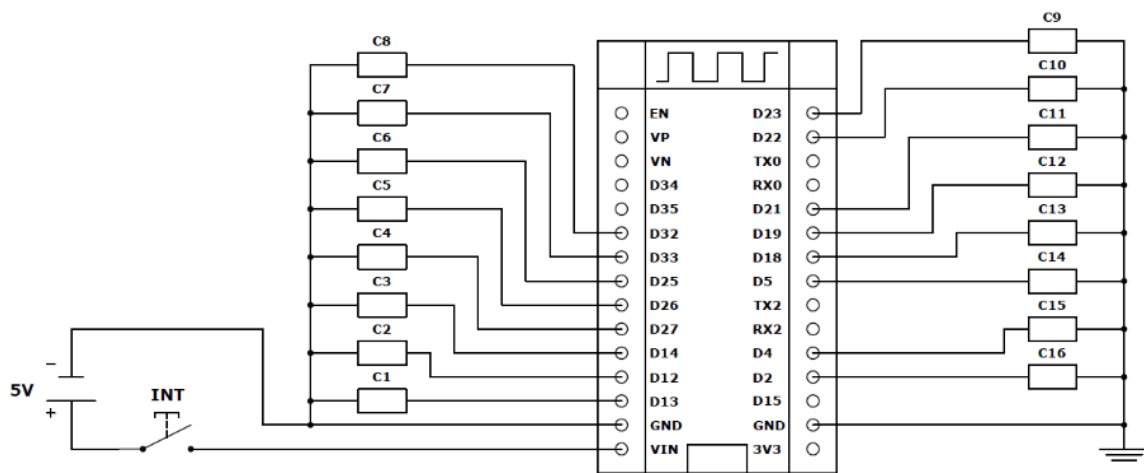 C9
C8
C10
C7
EN D23
C11
VP D22
C6
VN TX0
C12
C5
D34 RX0
D35 D21
C13
C4
D32 D19
D33 D18
C14
C3
D25 D5
D26 TX2
C15
C2
D27 RX2
D14 D4
C16
C1
D12 D2
5V
INT
D13 D15
GND GND
VIN 3V3
−
+